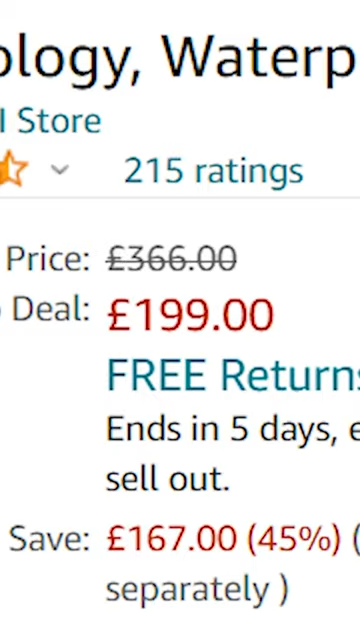 ology, Waterp
l Store
215 ratings
Price: £366.00
Deal: £199.00
FREE Returns
Ends in 5 days, e
sell out.
Save: £167.00 (45%) (
separately )